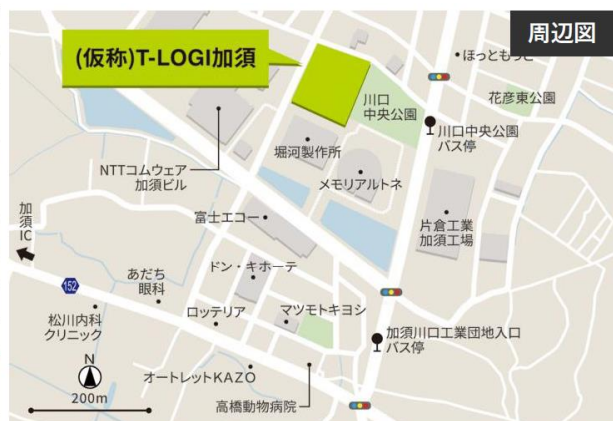 周辺図
(仮称)T-LOGI加須
ほっともっと
川口
中央公園
花彦東公園
川口中央公園
バス停
堀河製作所
NTTコムウェア
加須ビル
メモリアルトネ
片倉工業
加須工場
富士エコー
加須
IC
ドン・キホーテ
あだち
眼科
152
ロッテリア
マツモトキヨシ
松川内科
クリニック
加須川口工業団地入口
バス停
N
200m
オートレットKAZO
高橋動物病院